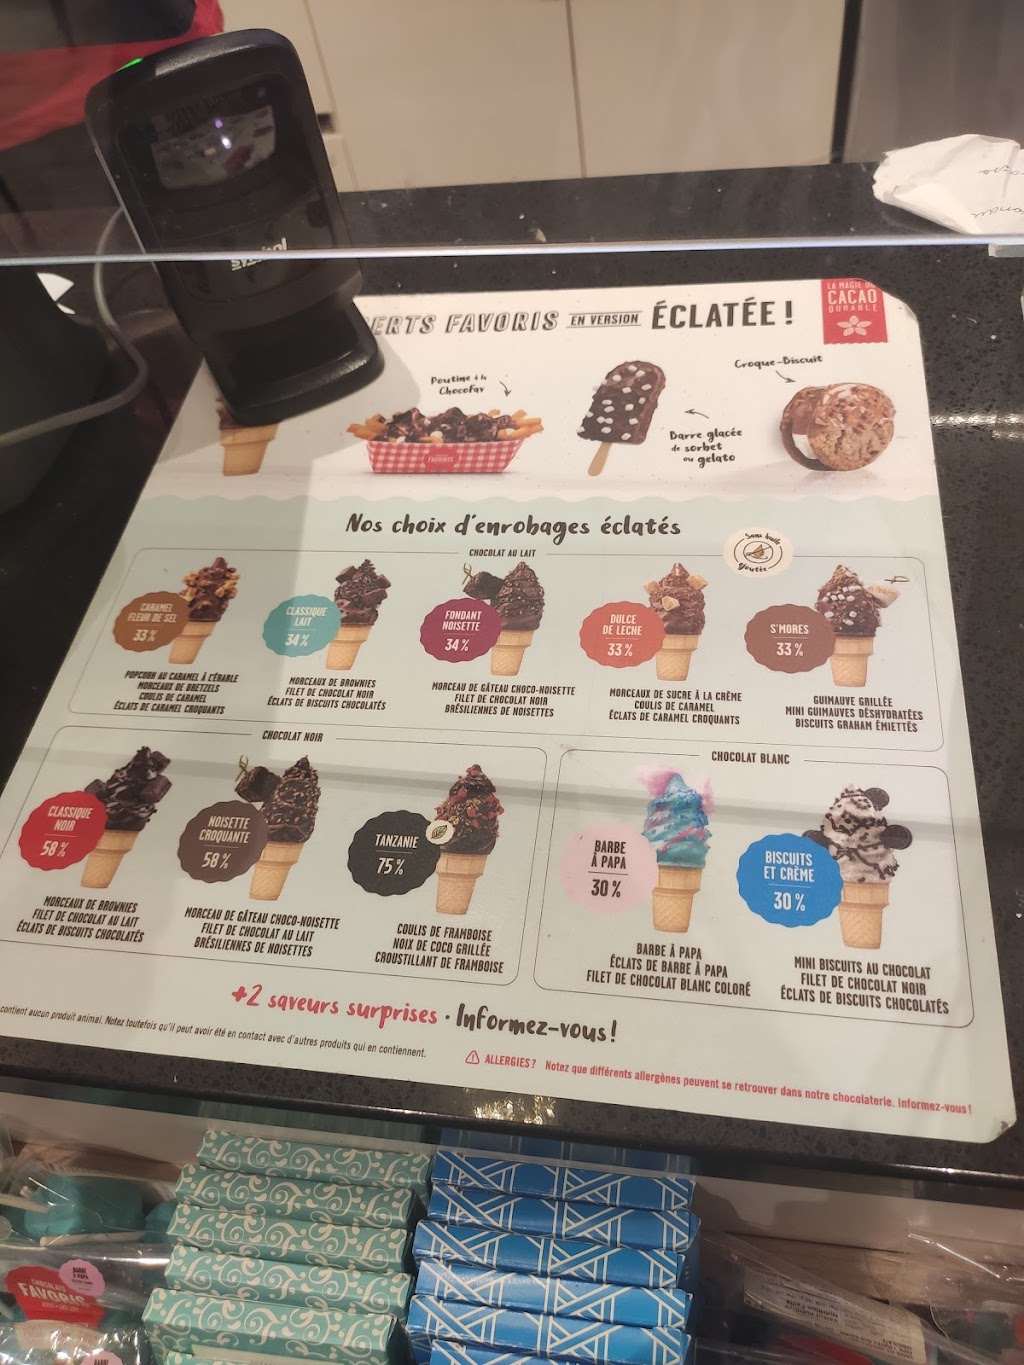 symbol
ERTS FAVORIS EN VERSION ÉCLATÉE !
LA MAGIE DU
CACAO
DURABLE
Poutine à la
ChocoFav
FAVORIS
Barre glacée
de sorbet
ou gelato
Croque-Biscuit
Nos choix d'enrobages éclatés
Sans huile
ajoutée
CHOCOLAT AU LAIT
CARAMEL
FLEUR DE SEL
33 %
POPCORN AU CARAMEL À L'ÉRABLE
MORCEAUX DE BRETZELS
COULIS DE CARAMEL
ÉCLATS DE CARAMEL CROQUANTS
CLASSIQUE
LAIT
34 %
MORCEAUX DE BROWNIES
FILET DE CHOCOLAT NOIR
ÉCLATS DE BISCUITS CHOCOLATÉS
FONDANT
NOISETTE
34 %
MORCEAU DE GÂTEAU CHOCO-NOISETTE
FILET DE CHOCOLAT NOIR
BRÉSILIENNES DE NOISETTES
DULCE
DE LECHE
33 %
MORCEAUX DE SUCRE À LA CRÈME
COULIS DE CARAMEL
ÉCLATS DE CARAMEL CROQUANTS
S'MORES
33 %
GUIMAUVE GRILLÉE
MINI GUIMAUVES DÉSHYDRATÉES
BISCUITS GRAHAM ÉMIETTÉS
CHOCOLAT NOIR
CLASSIQUE
NOIR
58 %
MORCEAUX DE BROWNIES
FILET DE CHOCOLAT AU LAIT
ÉCLATS DE BISCUITS CHOCOLATÉS
NOISETTE
CROQUANTE
58 %
MORCEAU DE GÂTEAU CHOCO-NOISETTE
FILET DE CHOCOLAT AU LAIT
BRÉSILIENNES DE NOISETTES
TANZANIE
75 %
COULIS DE FRAMBOISE
NOIX DE COCO GRILLÉE
CROUSTILLANT DE FRAMBOISE
CHOCOLAT BLANC
BARBE
À PAPA
30 %
BARBE À PAPA
ÉCLATS DE BARBE À PAPA
FILET DE CHOCOLAT BLANC COLORÉ
BISCUITS
ET CRÈME
30 %
MINI BISCUITS AU CHOCOLAT
FILET DE CHOCOLAT NOIR
ÉCLATS DE BISCUITS CHOCOLATÉS
+2 saveurs surprises · Informez-vous!
contient aucun produit animal. Notez toutefois qu'il peut avoir été en contact avec d'autres produits qui en contiennent.
ALLERGIES ? Notez que différents allergènes peuvent se retrouver dans notre chocolaterie. Informez-vous !
CHOCOLATS
FAVORIS
BARBE
À PAPA
BARBE